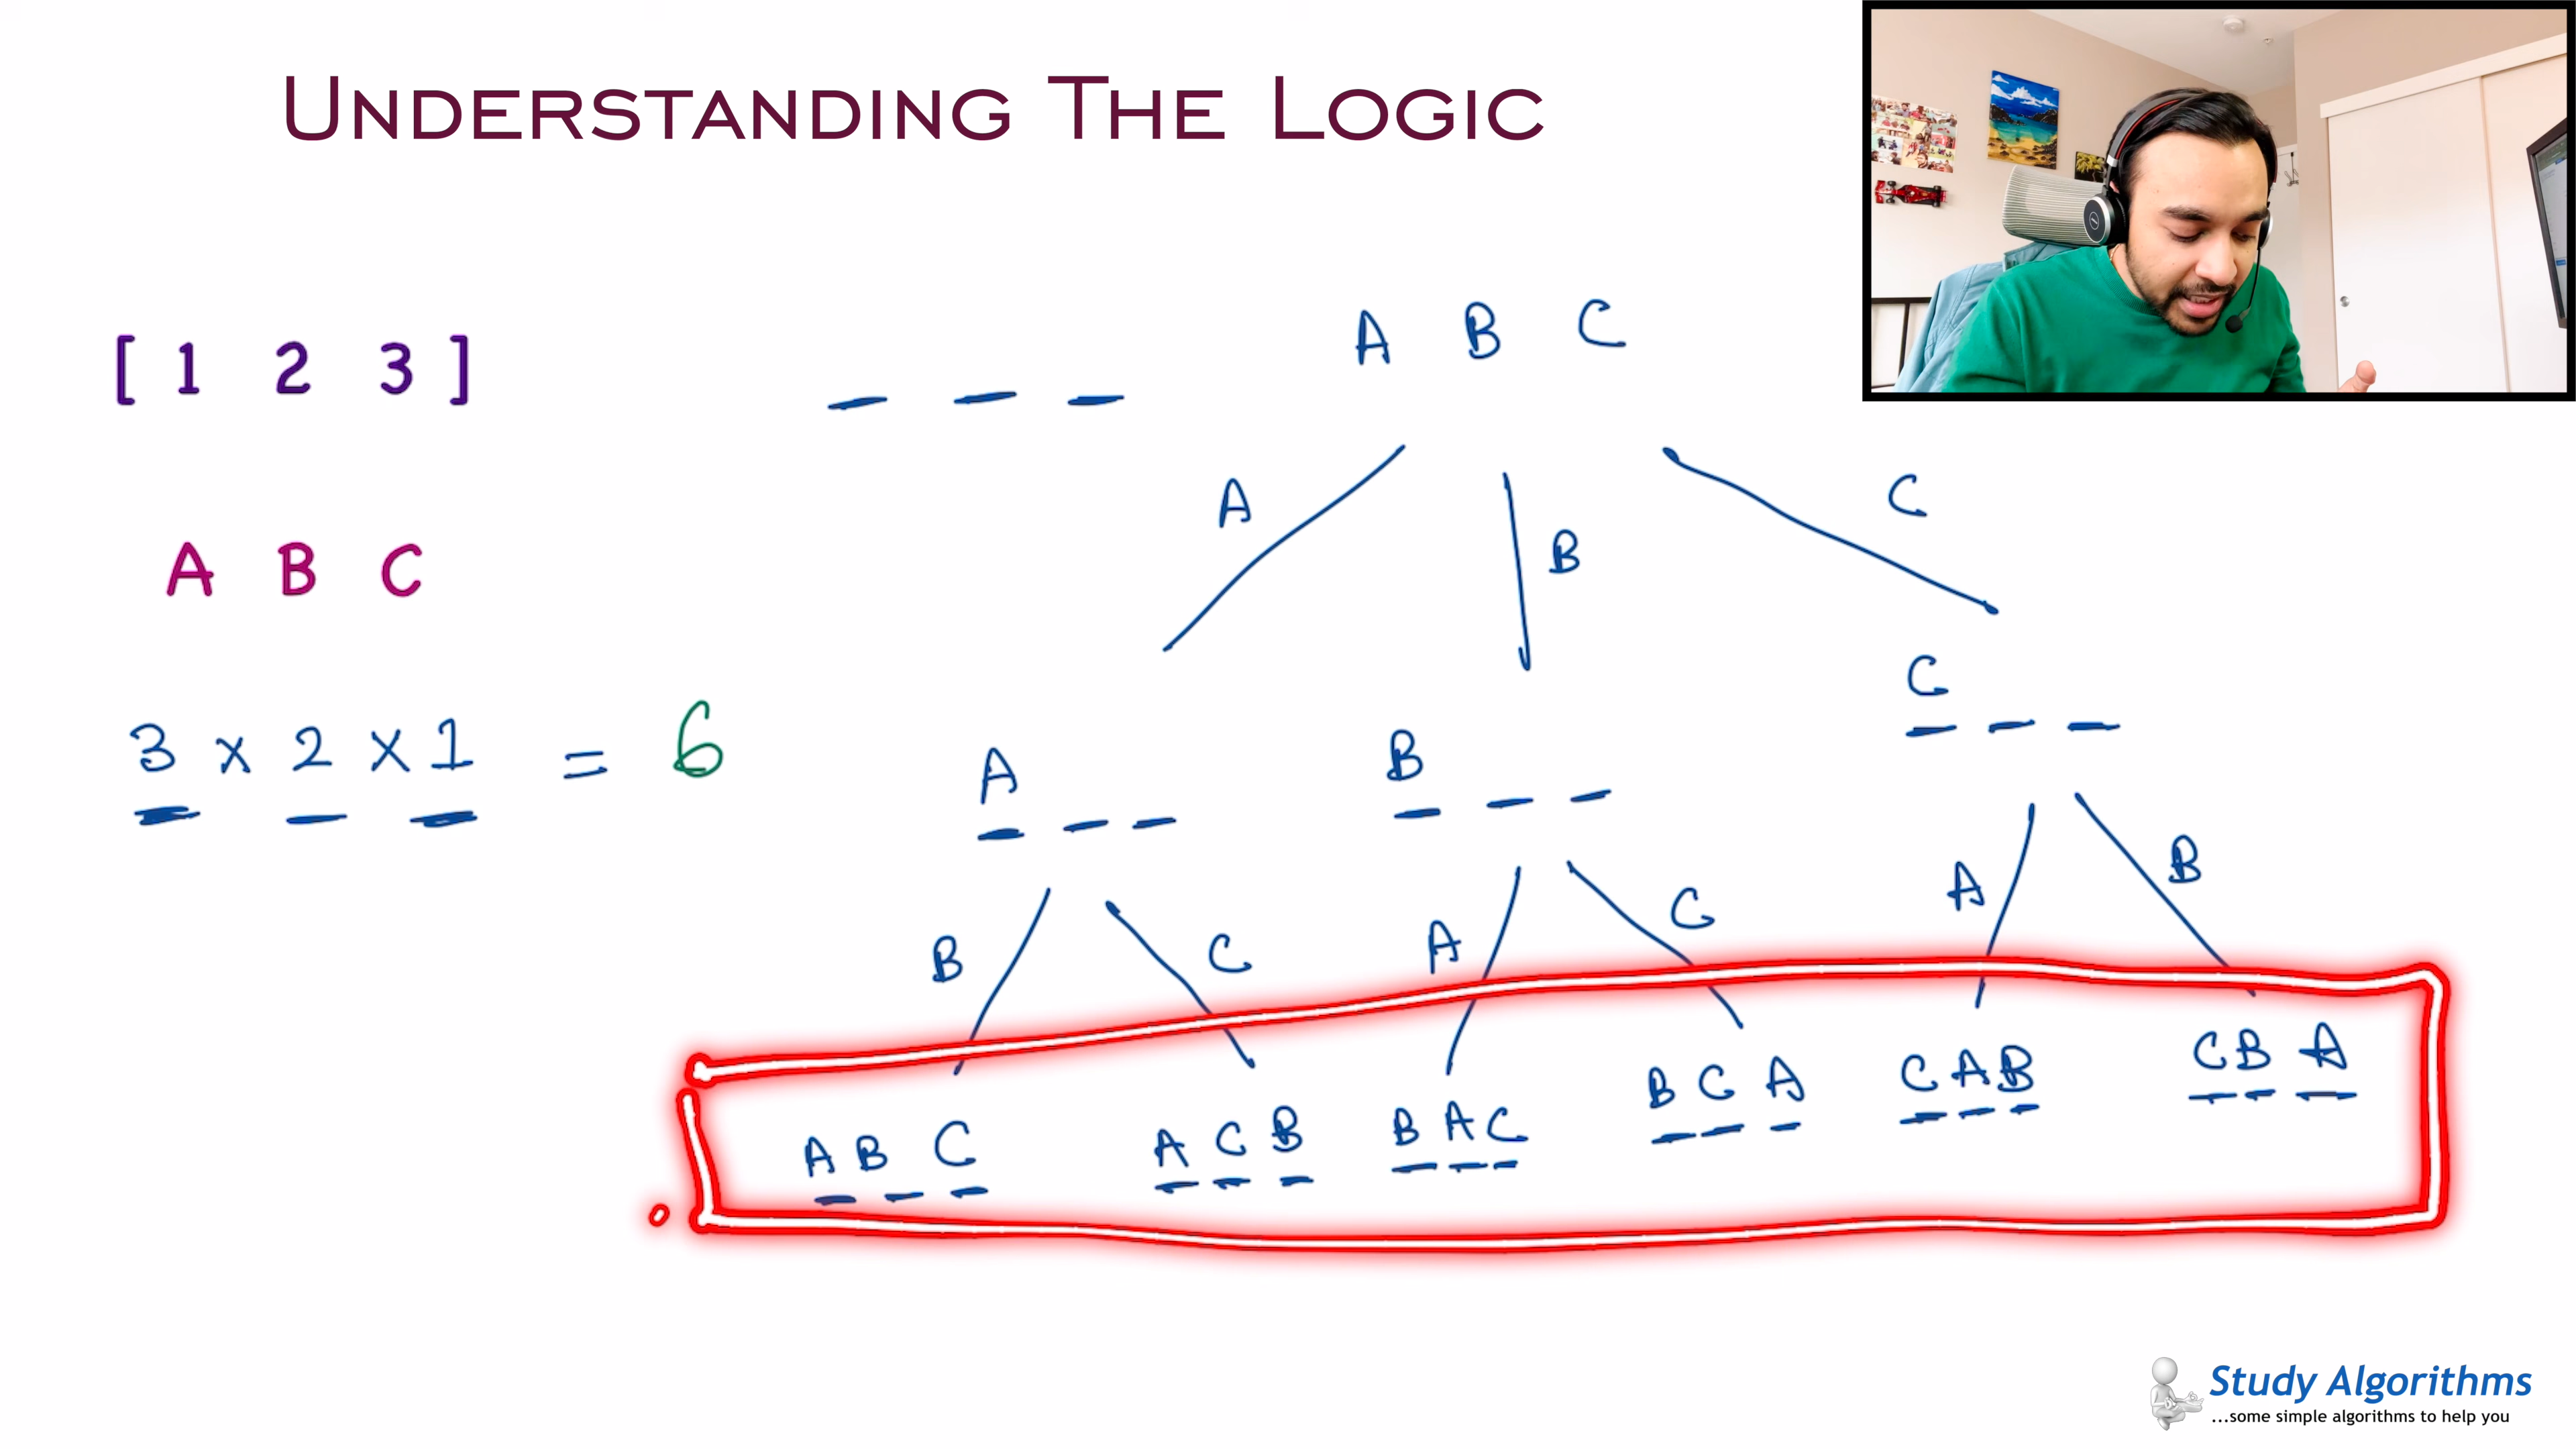 Understanding The Logic
A B C
[ 1 2 3 ]
A B C
A B C
3 x 2 x 1 = 6
A B C
B C A C A B
A B C A C B B A C B C A C A B C B A
Study Algorithms
...some simple algorithms to help you